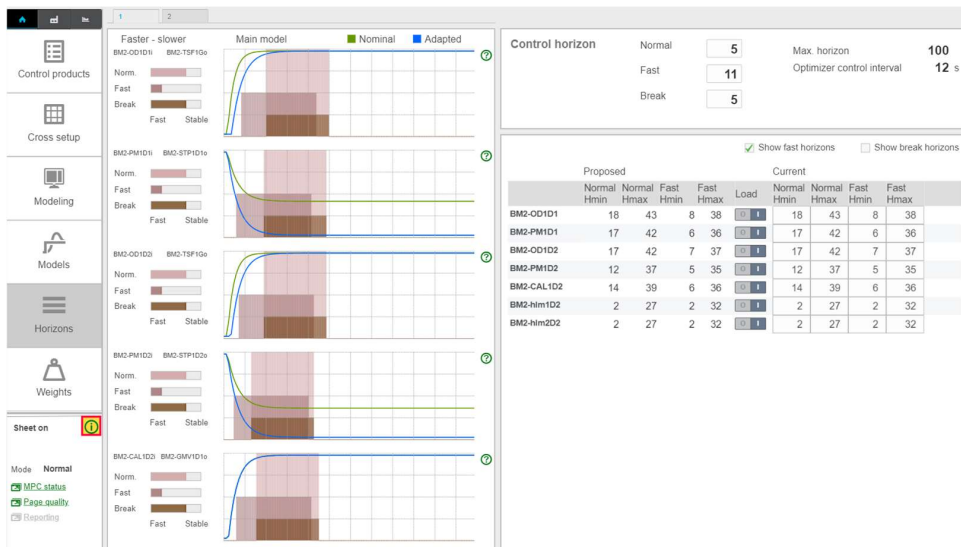 1 2
Control products
Cross setup
Modeling
Models
Horizons
Weights
Sheet on
Mode Normal
MPC status
Page quality
Reporting
Faster - slower Main model Nominal Adapted
BM2-OD1D1i BM2-TSF1Go
Norm.
Fast
Break
Fast Stable
BM2-PM1D1i BM2-STP1D1o
Norm.
Fast
Break
Fast Stable
BM2-OD1D2i BM2-TSF1Go
Norm.
Fast
Break
Fast Stable
BM2-PM1D2i BM2-STP1D2o
Norm.
Fast
Break
Fast Stable
BM2-CAL1D2i BM2-GMV1D1o
Norm.
Fast
Break
Fast Stable
Control horizon
Normal 5
Fast 11
Break 5
Max. horizon 100
Optimizer control interval 12 s
Show fast horizons Show break horizons
Proposed Current
Normal Hmin Normal Hmax Fast Hmin Fast Hmax Load Normal Hmin Normal Hmax Fast Hmin Fast Hmax
BM2-OD1D1 18 43 8 38 0 I 18 43 8 38
BM2-PM1D1 17 42 6 36 0 I 17 42 6 36
BM2-OD1D2 17 42 7 37 0 I 17 42 7 37
BM2-PM1D2 12 37 5 35 0 I 12 37 5 35
BM2-CAL1D2 14 39 6 36 0 I 14 39 6 36
BM2-hlm1D2 2 27 2 32 0 I 2 27 2 32
BM2-hlm2D2 2 27 2 32 0 I 2 27 2 32